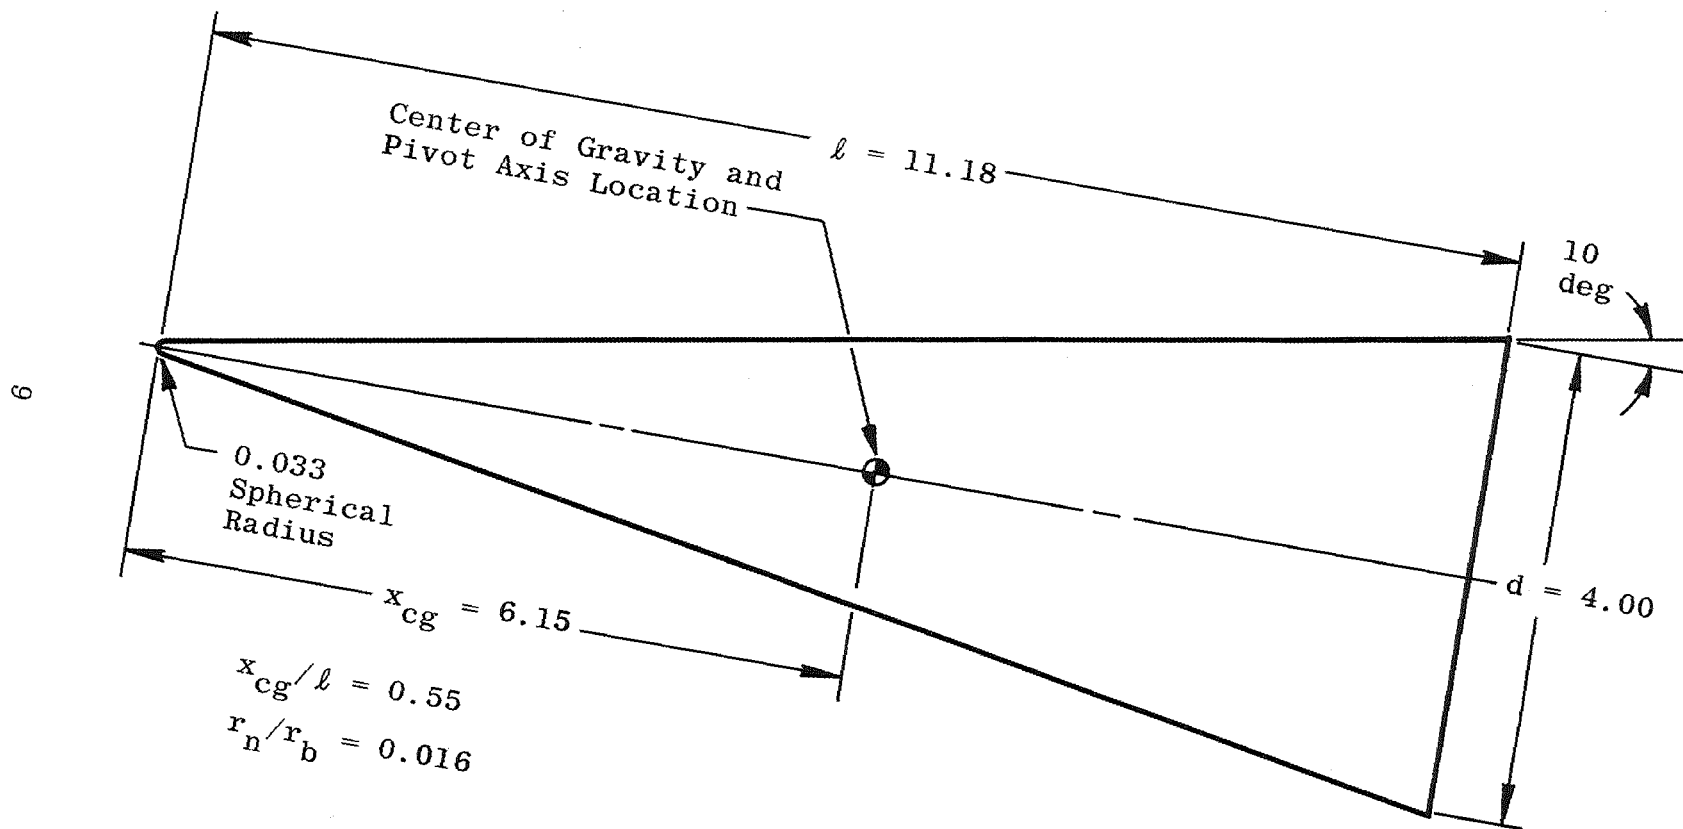 Center of Gravity and
Pivot Axis Location
ℓ = 11.18
10
deg
6
0.033
Spherical
Radius
x_cg = 6.15
d = 4.00
x_cg/ℓ = 0.55
r_n/r_b = 0.016